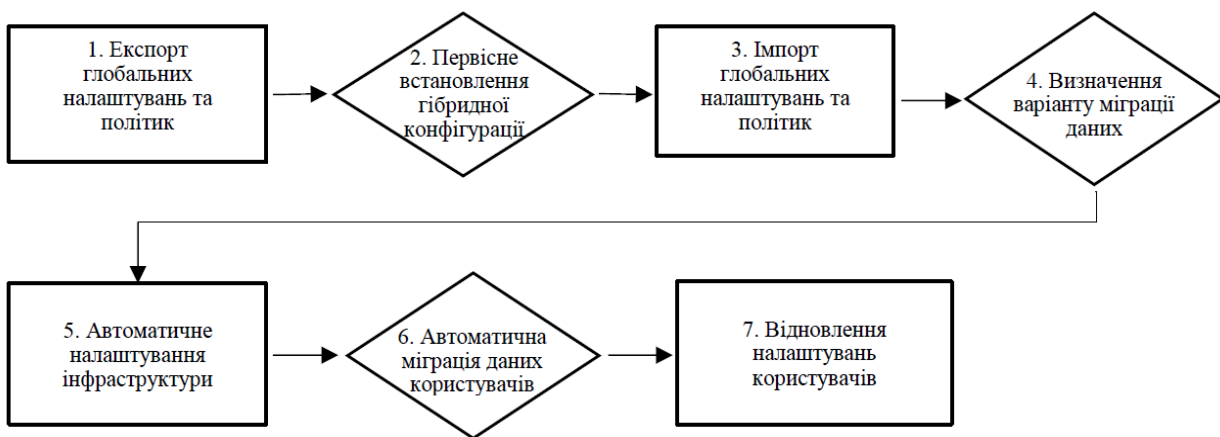 1. Експорт
глобальних
налаштувань та
політик
2. Первісне
встановлення
гібридної
конфігурації
3. Імпорт
глобальних
налаштувань та
політик
4. Визначення
варіанту міграції
даних
5. Автоматичне
налаштування
інфраструктури
6. Автоматична
міграція даних
користувачів
7. Відновлення
налаштувань
користувачів